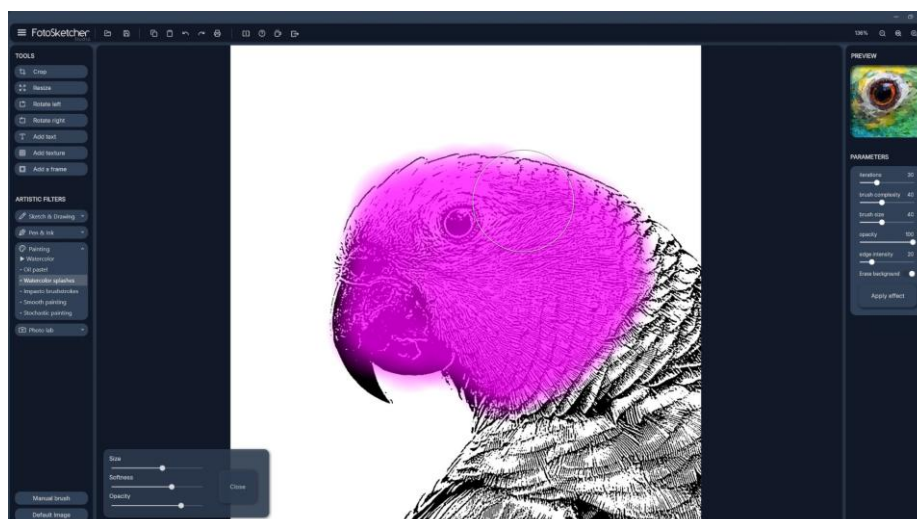 FotoSketcher
136%
TOOLS
Crop
Resize
Rotate left
Rotate right
Add text
Add texture
Add a frame
ARTISTIC FILTERS
Sketch & Drawing
Pen & Ink
Painting
Watercolor
- Oil pastel
- Watercolor splashes
- Impasto brushstrokes
- Smooth painting
- Stochastic painting
Photo lab
Manual brush
Default image
Size
Softness
Opacity
Close
PREVIEW
PARAMETERS
iterations 30
brush complexity 40
brush size 40
opacity 100
edge intensity 20
Erase background
Apply effect